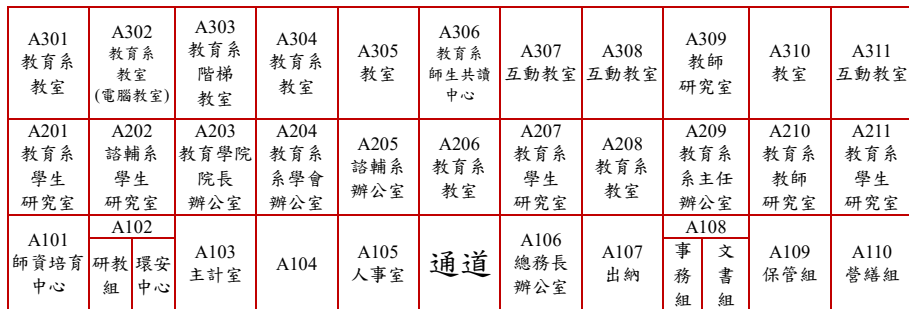 A301
教育系
教室
A302
教育系
教室
(電腦教室)
A303
教育系
階梯
教室
A304
教育系
教室
A305
教室
A306
教育系
師生共讀
中心
A307
互動教室
A308
互動教室
A309
教師
研究室
A310
教室
A311
互動教室
A201
教育系
學生
研究室
A202
諮輔系
學生
研究室
A203
教育學院
院長
辦公室
A204
教育系
系學會
辦公室
A205
諮輔系
辦公室
A206
教育系
教室
A207
教育系
學生
研究室
A208
教育系
教室
A209
教育系
系主任
辦公室
A210
教育系
教師
研究室
A211
教育系
學生
研究室
A101
師資培育
中心
A102
研教
組
環安
中心
A103
主計室
A104
A105
人事室
通道
A106
總務長
辦公室
A107
出納
A108
事
務
組
文
書
組
A109
保管組
A110
營繕組